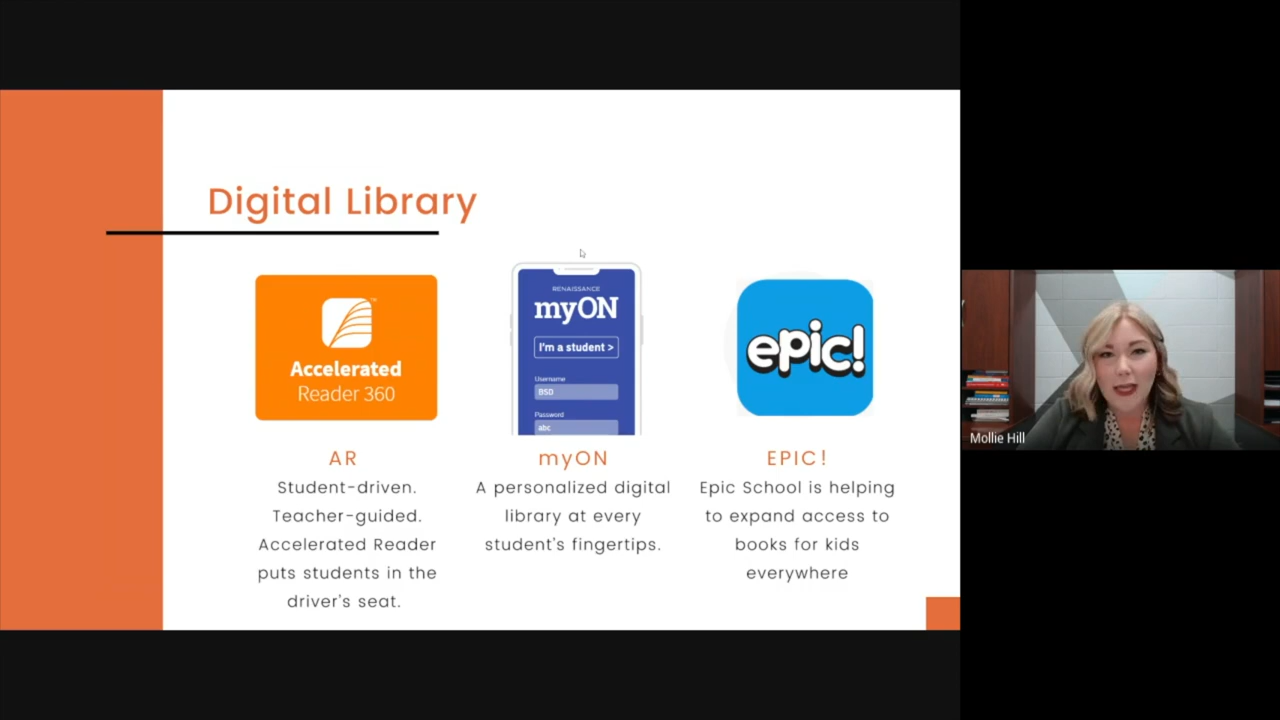 Digital Library
Accelerated
Reader 360
RENAISSANCE
myON
I'm a student >
Username
BSD
Password
abc
epic!
AR
Student-driven.
Teacher-guided.
Accelerated Reader
puts students in the
driver's seat.
myON
A personalized digital
library at every
student's fingertips.
EPIC!
Epic School is helping
to expand access to
books for kids
everywhere
Mollie Hill